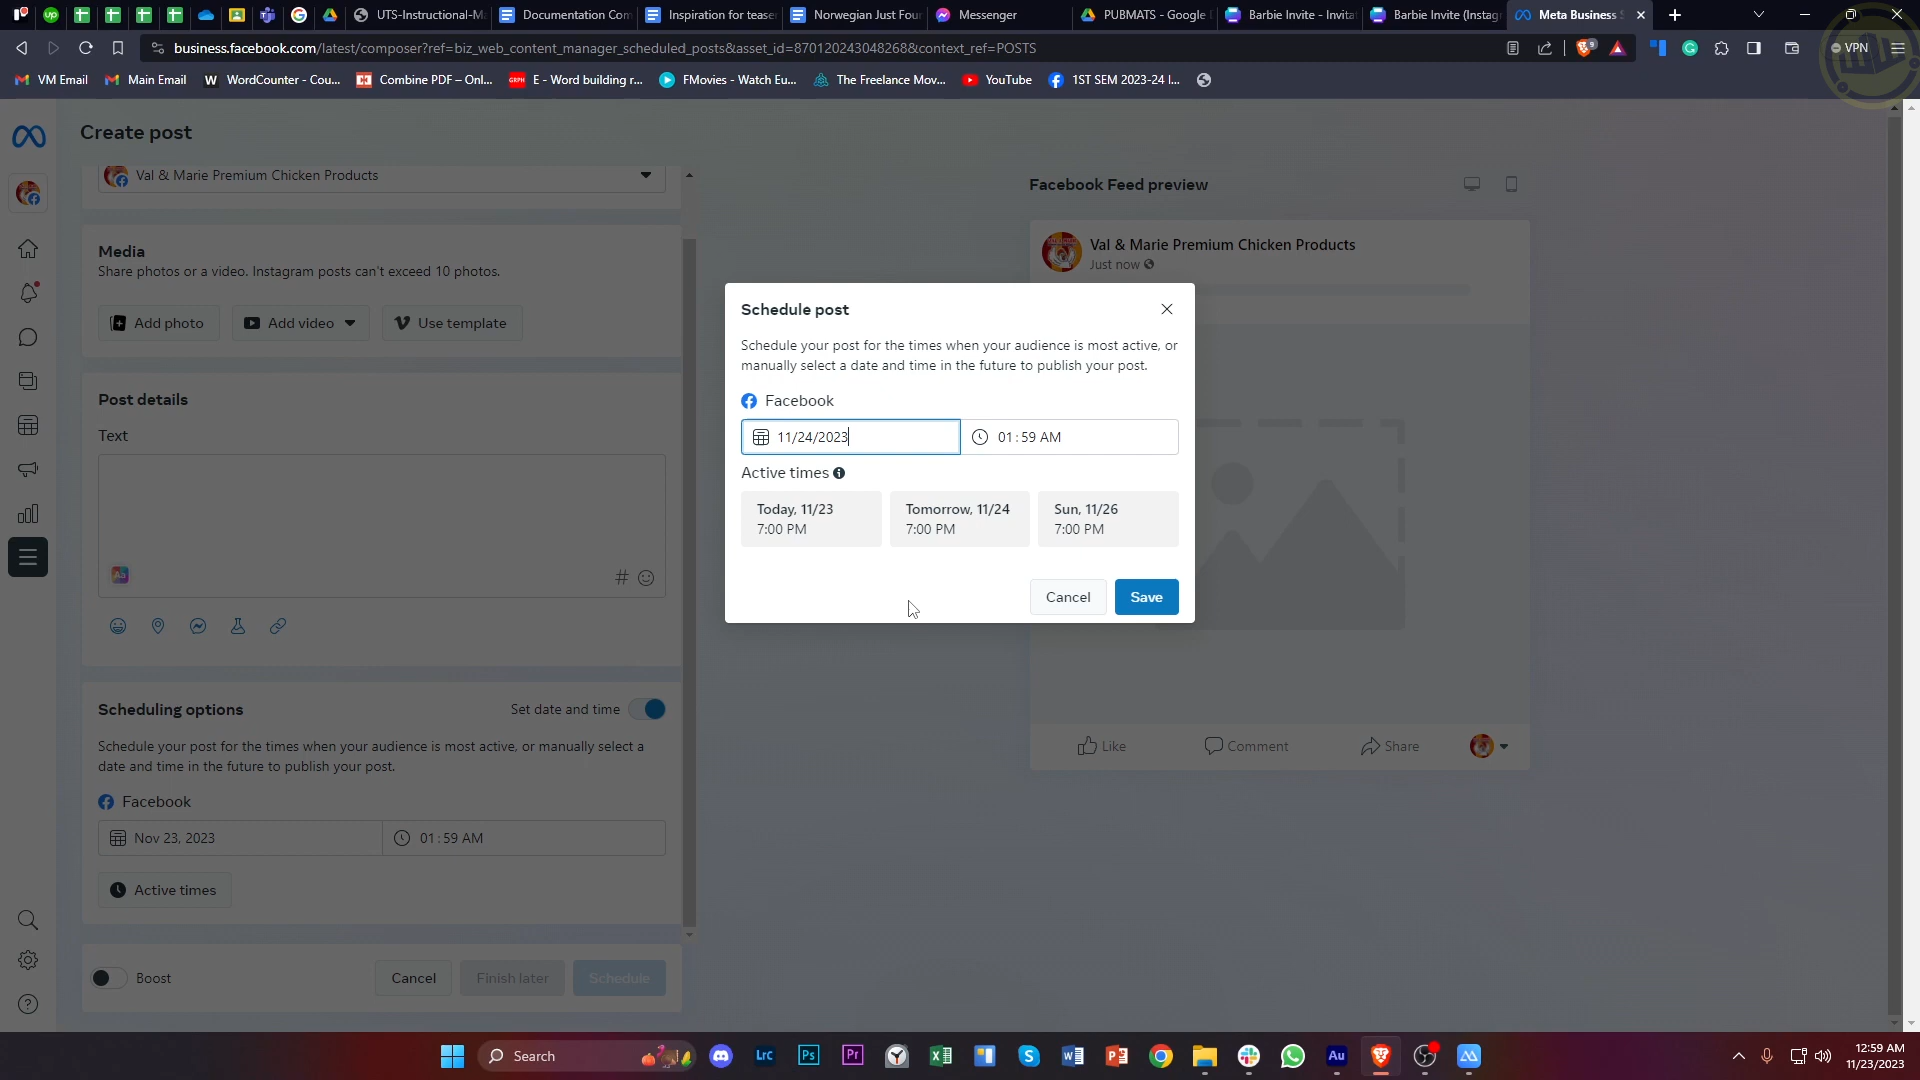 UTS-Instructional-Ma
Documentation Com
Inspiration for teaser
Norwegian Just Four
Messenger
PUBMATS - Google
Barbie Invite - Invitat
Barbie Invite (Instag
Meta Business S
business.facebook.com/latest/composer?ref=biz_web_content_manager_scheduled_posts&asset_id=870120243048268&context_ref=POSTS
VPN
VM Email
Main Email
WordCounter - Cou...
Combine PDF – Onl...
E - Word building r...
FMovies - Watch Eu...
The Freelance Mov...
YouTube
1ST SEM 2023-24 I...
Create post
Val & Marie Premium Chicken Products
Media
Share photos or a video. Instagram posts can't exceed 10 photos.
Add photo
Add video
Use template
Post details
Text
#
Scheduling options
Set date and time
Schedule your post for the times when your audience is most active, or manually select a
date and time in the future to publish your post.
Facebook
Nov 23, 2023
01:59 AM
Active times
Boost
Cancel
Finish later
Schedule
Facebook Feed preview
Val & Marie Premium Chicken Products
Just now
Like
Comment
Share
Schedule post
Schedule your post for the times when your audience is most active, or
manually select a date and time in the future to publish your post.
Facebook
11/24/2023
01:59 AM
Active times
Today, 11/23
7:00 PM
Tomorrow, 11/24
7:00 PM
Sun, 11/26
7:00 PM
Cancel
Save
Search
LrC
Ps
Pr
Au
12:59 AM
11/23/2023